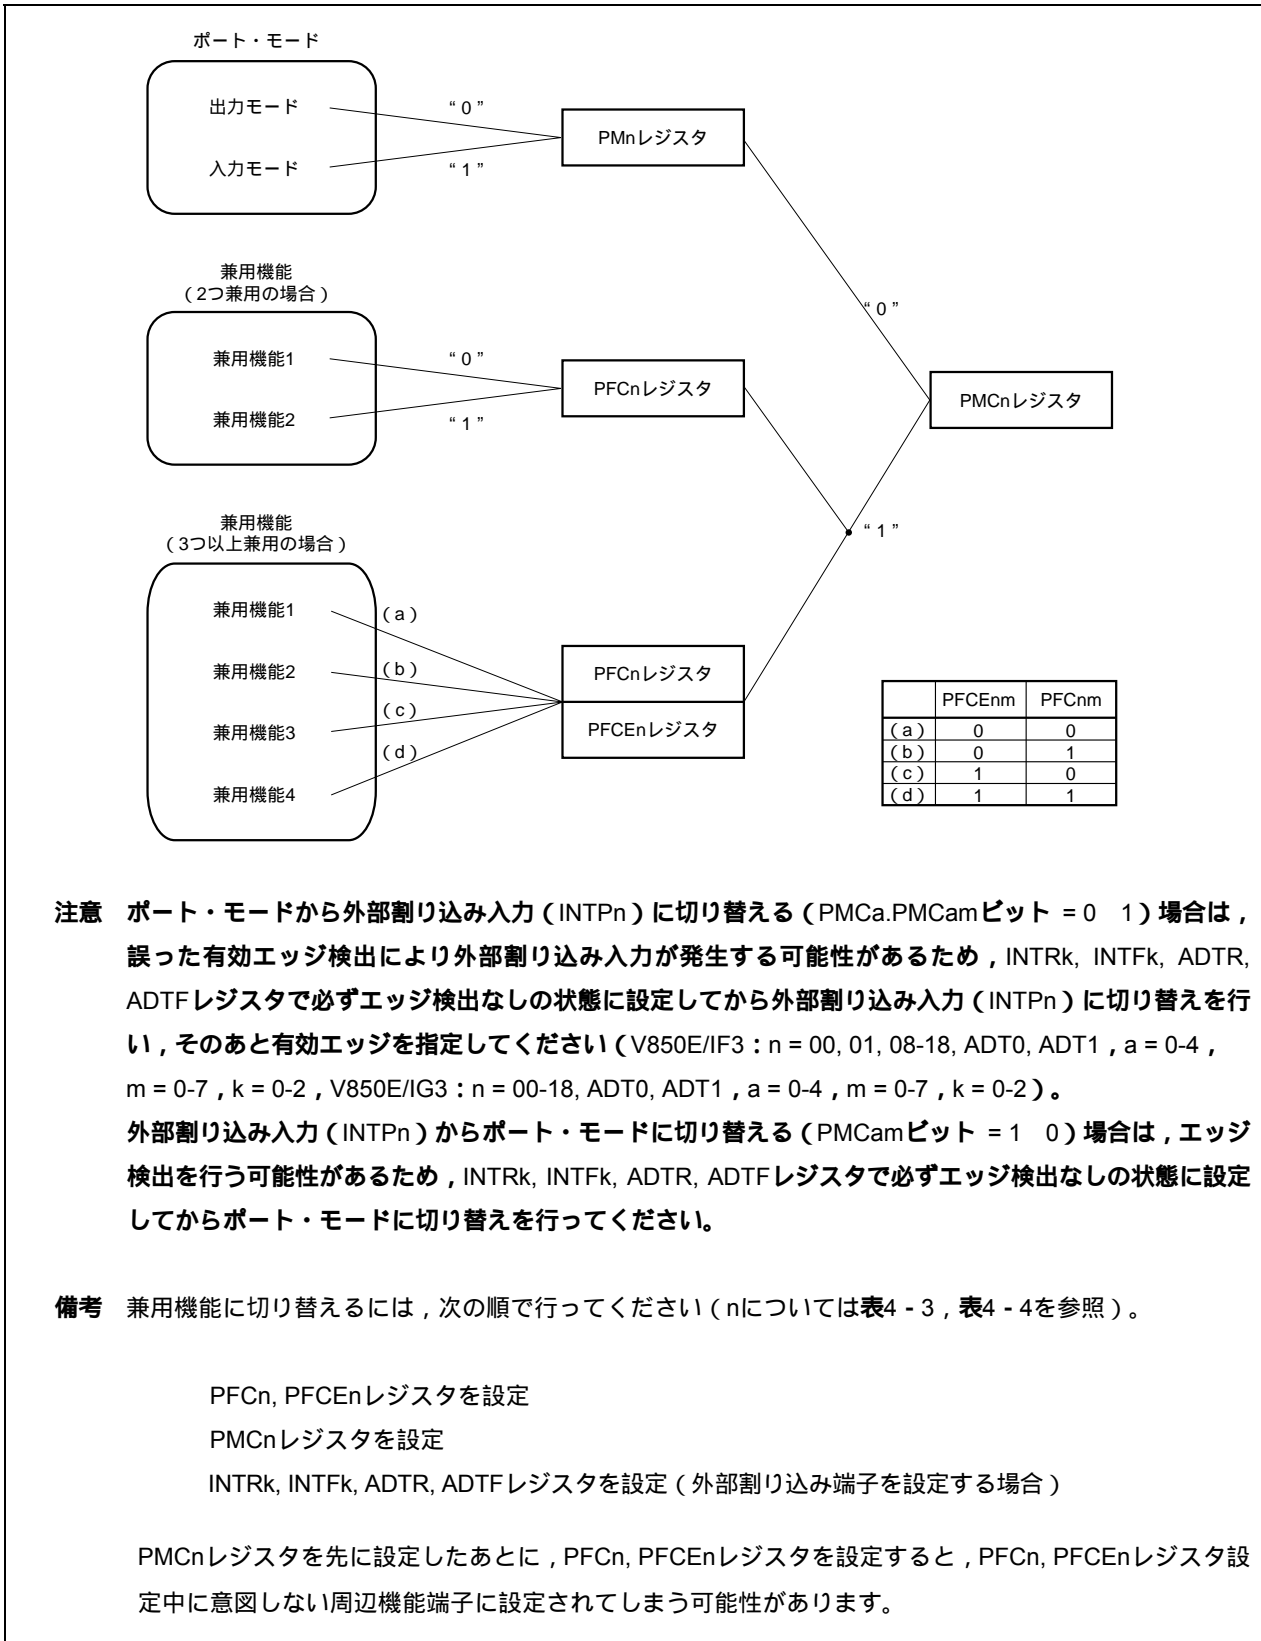 ポート・モード
出力モード
“0”
入力モード
“1”
PMnレジスタ
兼用機能
（2つ兼用の場合）
兼用機能1
“0”
兼用機能2
“1”
PFCnレジスタ
“0”
PMCnレジスタ
“1”
兼用機能
（3つ以上兼用の場合）
兼用機能1
（a）
兼用機能2
（b）
兼用機能3
（c）
兼用機能4
（d）
PFCnレジスタ
PFCEnレジスタ
PFCEnm PFCnm
（a） 0 0
（b） 0 1
（c） 1 0
（d） 1 1
注意 ポート・モードから外部割り込み入力（INTPn）に切り替える（PMCa.PMCamビット = 0 1）場合は，
誤った有効エッジ検出により外部割り込み入力が発生する可能性があるため，INTRk, INTFk, ADTR,
ADTFレジスタで必ずエッジ検出なしの状態に設定してから外部割り込み入力（INTPn）に切り替えを行
い，そのあと有効エッジを指定してください（V850E/IF3：n = 00, 01, 08-18, ADT0, ADT1，a = 0-4，
m = 0-7，k = 0-2，V850E/IG3：n = 00-18, ADT0, ADT1，a = 0-4，m = 0-7，k = 0-2）。
外部割り込み入力（INTPn）からポート・モードに切り替える（PMCamビット = 1 0）場合は，エッジ
検出を行う可能性があるため，INTRk, INTFk, ADTR, ADTFレジスタで必ずエッジ検出なしの状態に設定
してからポート・モードに切り替えを行ってください。
備考 兼用機能に切り替えるには，次の順で行ってください（nについては表4 - 3，表4 - 4を参照）。
PFCn, PFCEnレジスタを設定
PMCnレジスタを設定
INTRk, INTFk, ADTR, ADTFレジスタを設定（外部割り込み端子を設定する場合）
PMCnレジスタを先に設定したあとに，PFCn, PFCEnレジスタを設定すると，PFCn, PFCEnレジスタ設
定中に意図しない周辺機能端子に設定されてしまう可能性があります。